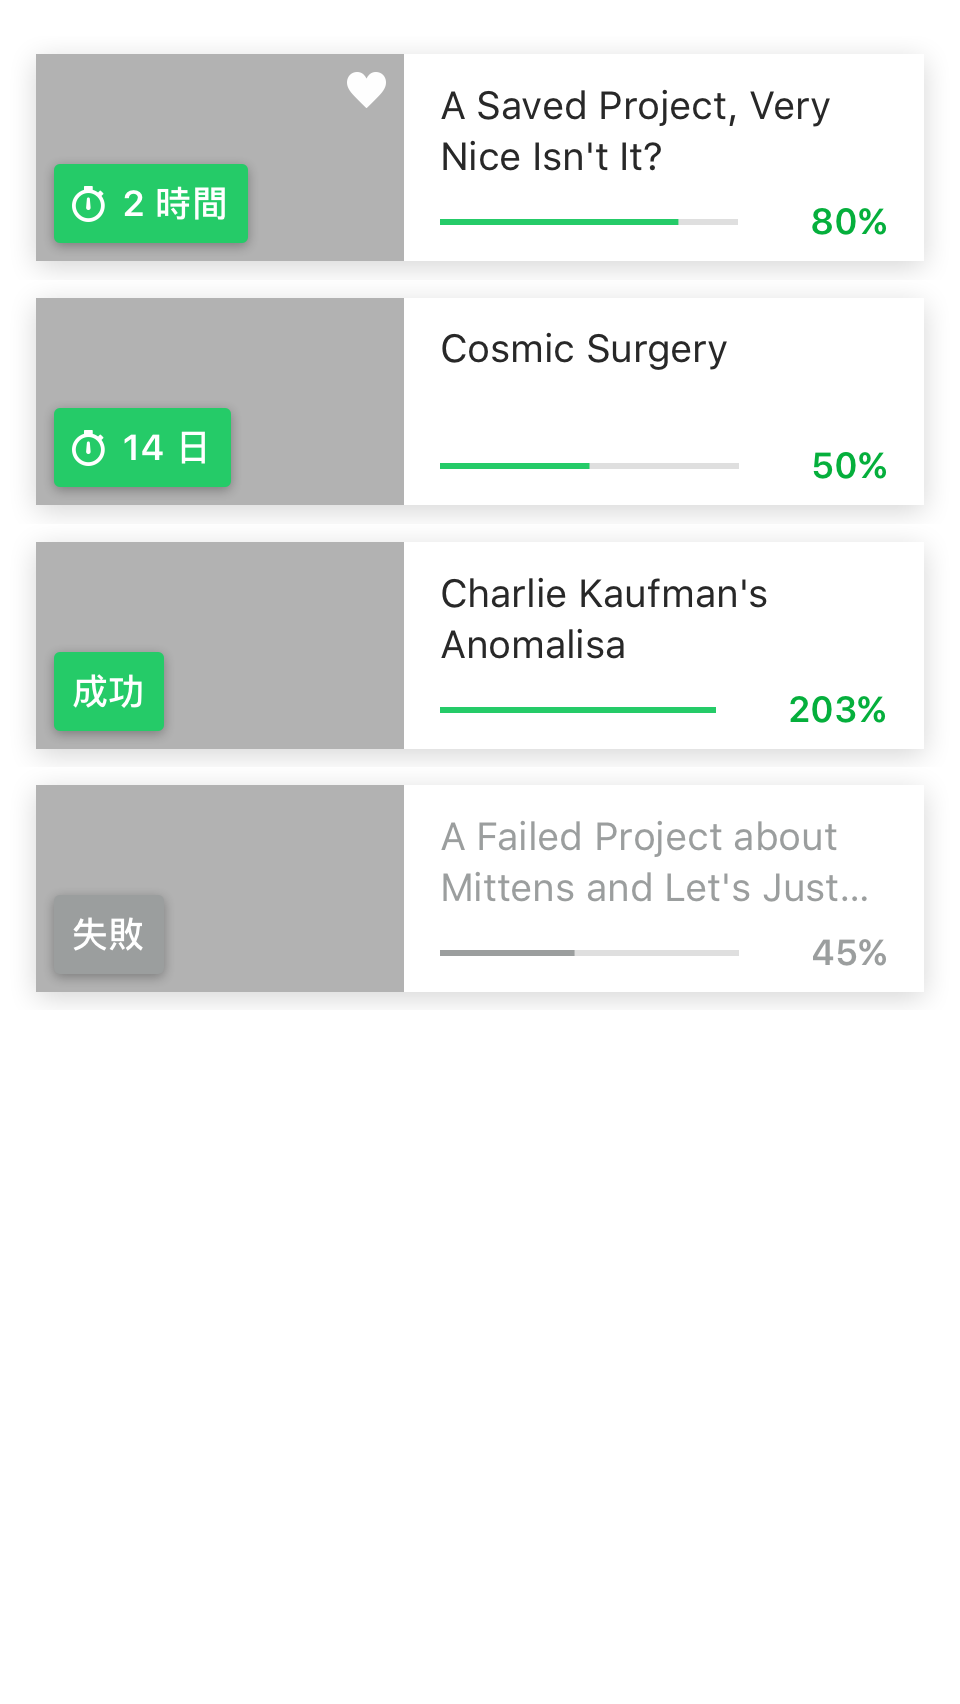 2 時間
A Saved Project, Very
Nice Isn't It?
80%
14 日
Cosmic Surgery
50%
成功
Charlie Kaufman's
Anomalisa
203%
失敗
A Failed Project about
Mittens and Let's Just...
45%